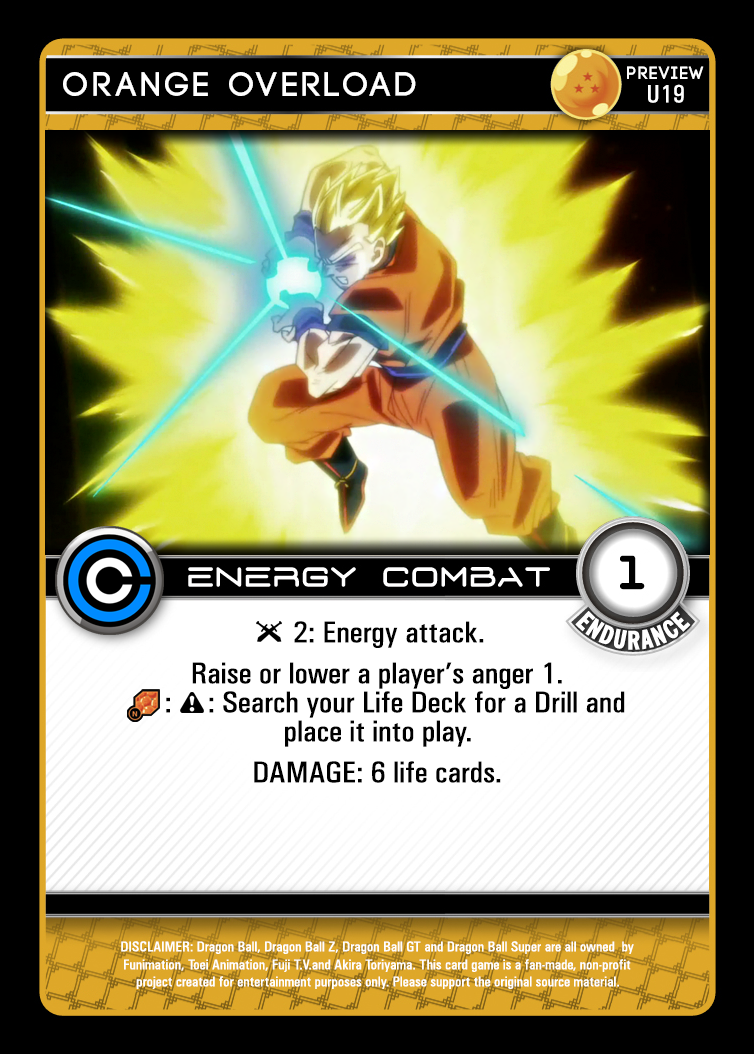 ORANGE OVERLOAD
PREVIEW
U19
ENERGY COMBAT
1
ENDURANCE
2: Energy attack.
Raise or lower a player's anger 1.
N : : Search your Life Deck for a Drill and
place it into play.
DAMAGE: 6 life cards.
DISCLAIMER: Dragon Ball, Dragon Ball Z, Dragon Ball GT and Dragon Ball Super are all owned by
Funimation, Toei Animation, Fuji T.V.and Akira Toriyama. This card game is a fan-made, non-profit
project created for entertainment purposes only. Please support the original source material.